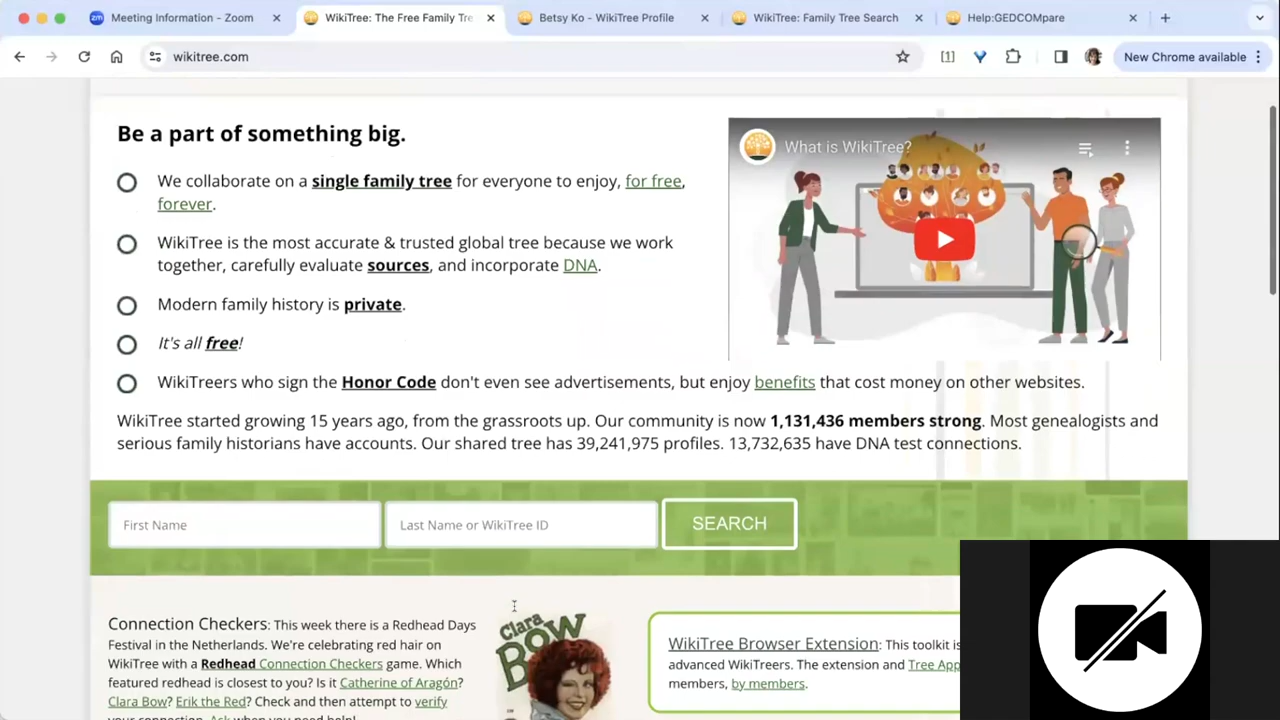 Meeting Information - Zoom
WikiTree: The Free Family Tre
Betsy Ko - WikiTree Profile
WikiTree: Family Tree Search
Help:GEDCOMpare
wikitree.com
[1]
New Chrome available
Be a part of something big.
We collaborate on a single family tree for everyone to enjoy, for free,
forever.
WikiTree is the most accurate & trusted global tree because we work
together, carefully evaluate sources, and incorporate DNA.
Modern family history is private.
It's all free!
WikiTreers who sign the Honor Code don't even see advertisements, but enjoy benefits that cost money on other websites.
What is WikiTree?
WikiTree started growing 15 years ago, from the grassroots up. Our community is now 1,131,436 members strong. Most genealogists and
serious family historians have accounts. Our shared tree has 39,241,975 profiles. 13,732,635 have DNA test connections.
First Name
Last Name or WikiTree ID
SEARCH
Connection Checkers: This week there is a Redhead Days
Festival in the Netherlands. We're celebrating red hair on
WikiTree with a Redhead Connection Checkers game. Which
featured redhead is closest to you? Is it Catherine of Aragón?
Clara Bow? Erik the Red? Check and then attempt to verify
your connection. Ask when you need help!
Clara
BOW
IN
WikiTree Browser Extension: This toolkit is
advanced WikiTreers. The extension and Tree App
members, by members.